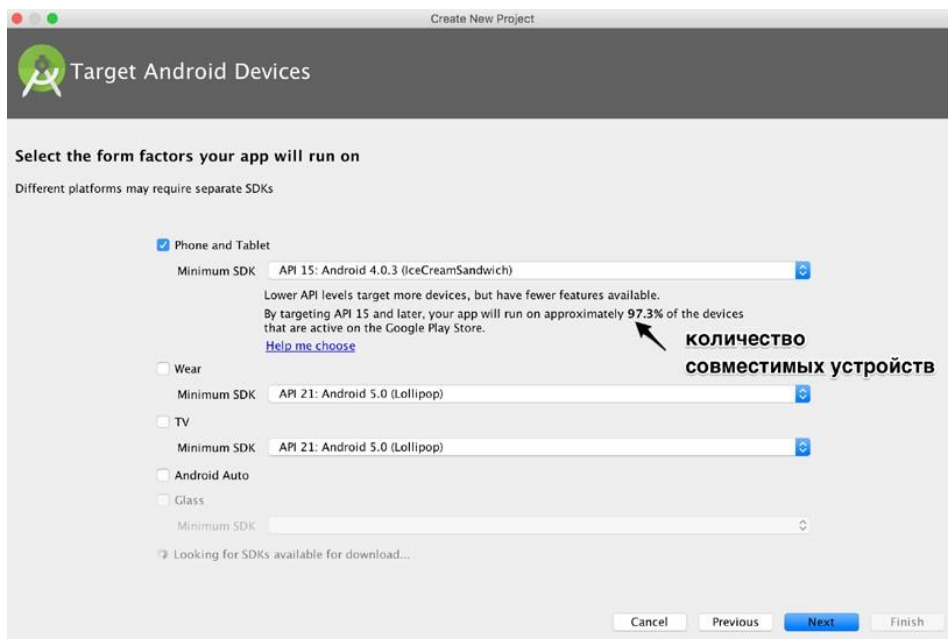 Create New Project
Target Android Devices
Select the form factors your app will run on
Different platforms may require separate SDKs
Phone and Tablet
Minimum SDK API 15: Android 4.0.3 (IceCreamSandwich)
Lower API levels target more devices, but have fewer features available.
By targeting API 15 and later, your app will run on approximately 97.3% of the devices
that are active on the Google Play Store.
Help me choose
количество
совместимых устройств
Wear
Minimum SDK API 21: Android 5.0 (Lollipop)
TV
Minimum SDK API 21: Android 5.0 (Lollipop)
Android Auto
Glass
Minimum SDK
Looking for SDKs available for download...
Cancel Previous Next Finish